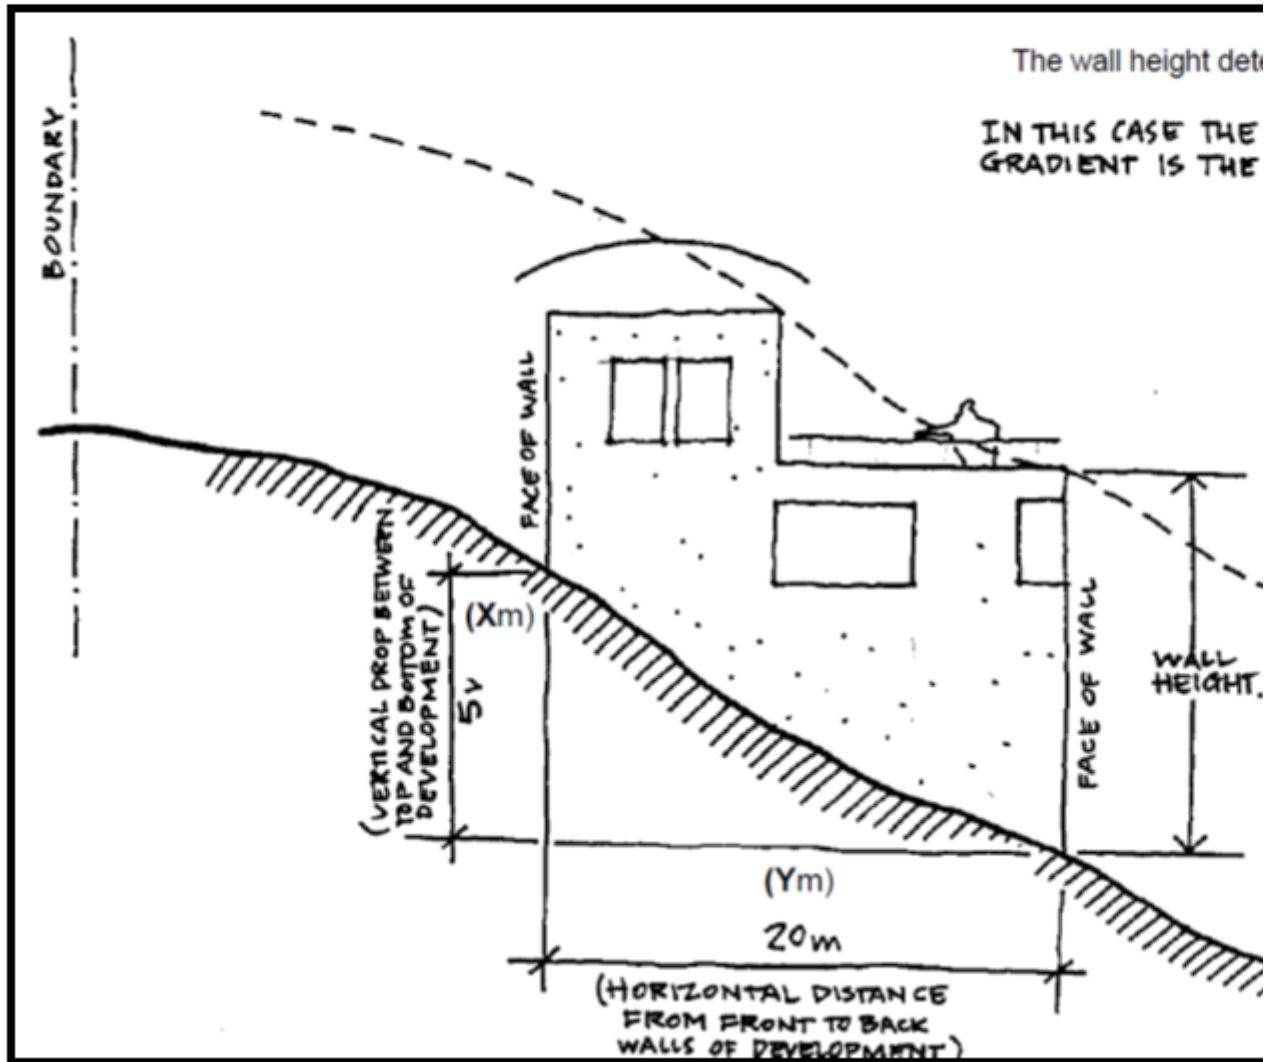 The wall height dete
IN THIS CASE THE
GRADIENT IS THE
BOUNDARY
FACE OF WALL
(VERTICAL DROP BETWEEN
TOP AND BOTTOM OF
DEVELOPMENT)
5v
(Xm)
FACE OF WALL
WALL
HEIGHT.
(Ym)
20m
(HORIZONTAL DISTANCE
FROM FRONT TO BACK
WALLS OF DEVELOPMENT)